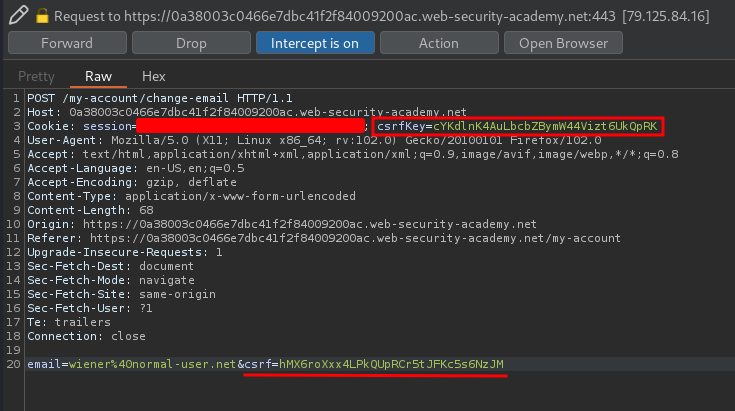 Request to https://0a38003c0466e7dbc41f2f84009200ac.web-security-academy.net:443 [79.125.84.16]
Forward Drop Intercept is on Action Open Browser
Pretty Raw Hex
1 POST /my-account/change-email HTTP/1.1
2 Host: 0a38003c0466e7dbc41f2f84009200ac.web-security-academy.net
3 Cookie: session= ; csrfKey=cYKdlnK4AuLbcbZBymW44Vizt6UkQpRK
4 User-Agent: Mozilla/5.0 (X11; Linux x86_64; rv:102.0) Gecko/20100101 Firefox/102.0
5 Accept: text/html,application/xhtml+xml,application/xml;q=0.9,image/avif,image/webp,*/*;q=0.8
6 Accept-Language: en-US,en;q=0.5
7 Accept-Encoding: gzip, deflate
8 Content-Type: application/x-www-form-urlencoded
9 Content-Length: 68
10 Origin: https://0a38003c0466e7dbc41f2f84009200ac.web-security-academy.net
11 Referer: https://0a38003c0466e7dbc41f2f84009200ac.web-security-academy.net/my-account
12 Upgrade-Insecure-Requests: 1
13 Sec-Fetch-Dest: document
14 Sec-Fetch-Mode: navigate
15 Sec-Fetch-Site: same-origin
16 Sec-Fetch-User: ?1
17 Te: trailers
18 Connection: close
19
20 email=wiener%40normal-user.net&csrf=hMX6roXxx4LPkQUpRCr5tJFKc5s6NzJM